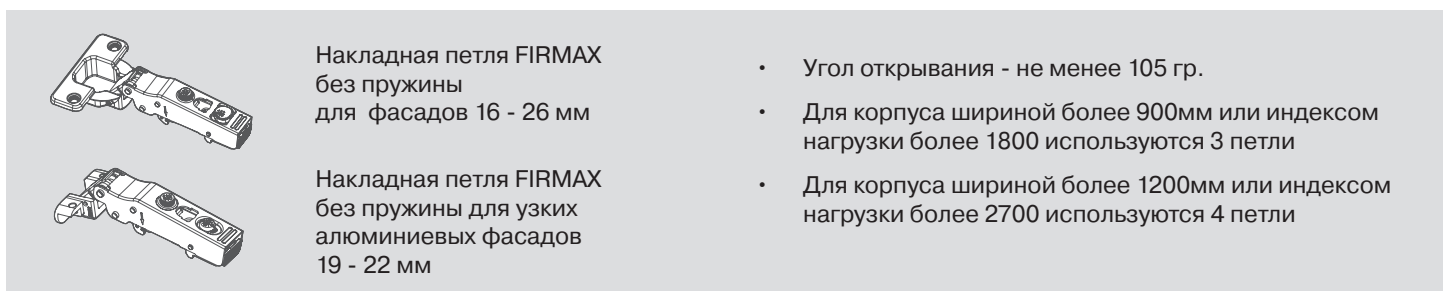 Накладная петля FIRMAX
без пружины
для фасадов 16 - 26 мм
Накладная петля FIRMAX
без пружины для узких
алюминиевых фасадов
19 - 22 мм
• Угол открывания - не менее 105 гр.
• Для корпуса шириной более 900мм или индексом
нагрузки более 1800 используются 3 петли
• Для корпуса шириной более 1200мм или индексом
нагрузки более 2700 используются 4 петли